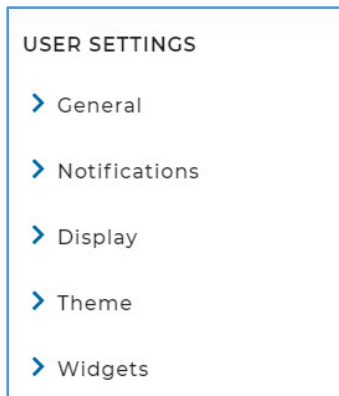 USER SETTINGS
General
Notifications
Display
Theme
Widgets